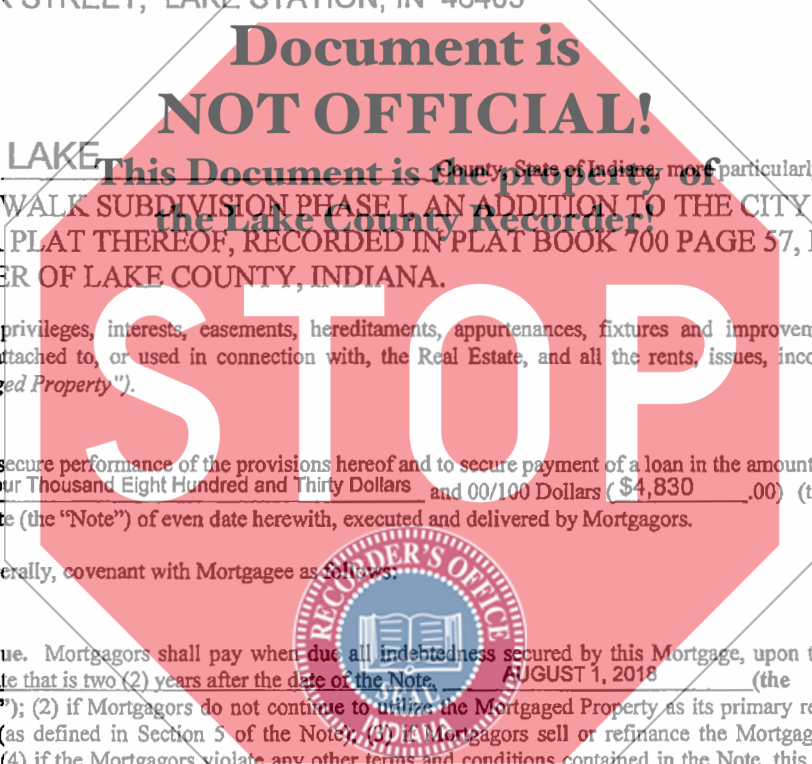 STREET, LAKE STATION, IN 46405
Document is
NOT OFFICIAL!
LAKE County, State of Indiana, more particularl
This Document is the property of
WALK SUBDIVISION PHASE I, AN ADDITION TO THE CITY
the Lake County Recorder!
PLAT THEREOF, RECORDED IN PLAT BOOK 700 PAGE 57,
ER OF LAKE COUNTY, INDIANA.
STOP
privileges, interests, easements, hereditaments, appurtenances, fixtures and improvem
ttached to, or used in connection with, the Real Estate, and all the rents, issues, inco
ged Property").
secure performance of the provisions hereof and to secure payment of a loan in the amount
ur Thousand Eight Hundred and Thirty Dollars and 00/100 Dollars ( $4,830 .00) (t
te (the “Note”) of even date herewith, executed and delivered by Mortgagors.
erally, covenant with Mortgagee as follows:
RECORDER'S OFFICE
SEAL
INDIANA
ue. Mortgagors shall pay when due all indebtedness secured by this Mortgage, upon t
te that is two (2) years after the date of the Note, AUGUST 1, 2018 (the
"); (2) if Mortgagors do not continue to utilize the Mortgaged Property as its primary re
(as defined in Section 5 of the Note); (3) if Mortgagors sell or refinance the Mortgag
(4) if the Mortgagors violate any other terms and conditions contained in the Note, this